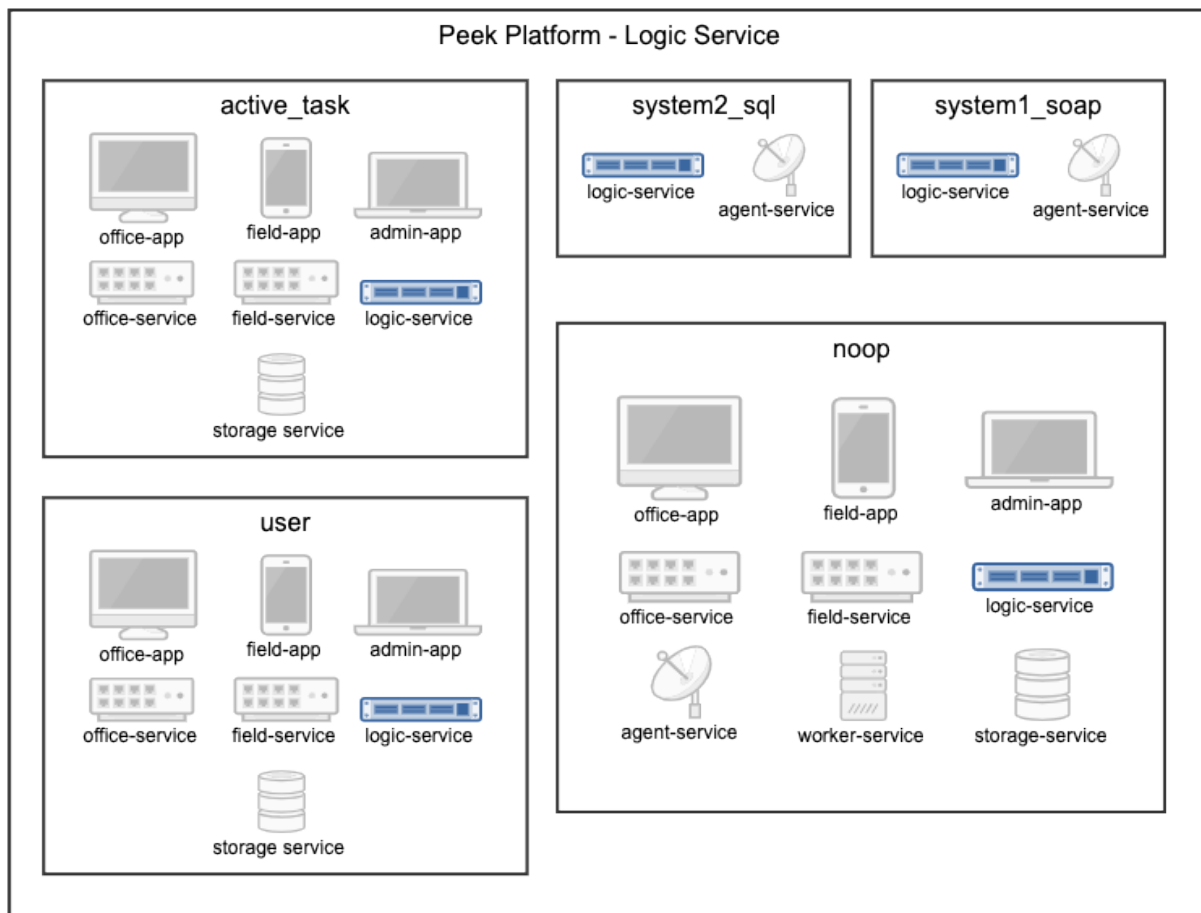 Peek Platform - Logic Service
active_task
office-app
field-app
admin-app
office-service
field-service
logic-service
storage service
system2_sql
logic-service
agent-service
system1_soap
logic-service
agent-service
user
office-app
field-app
admin-app
office-service
field-service
logic-service
storage service
noop
office-app
field-app
admin-app
office-service
field-service
logic-service
agent-service
worker-service
storage-service